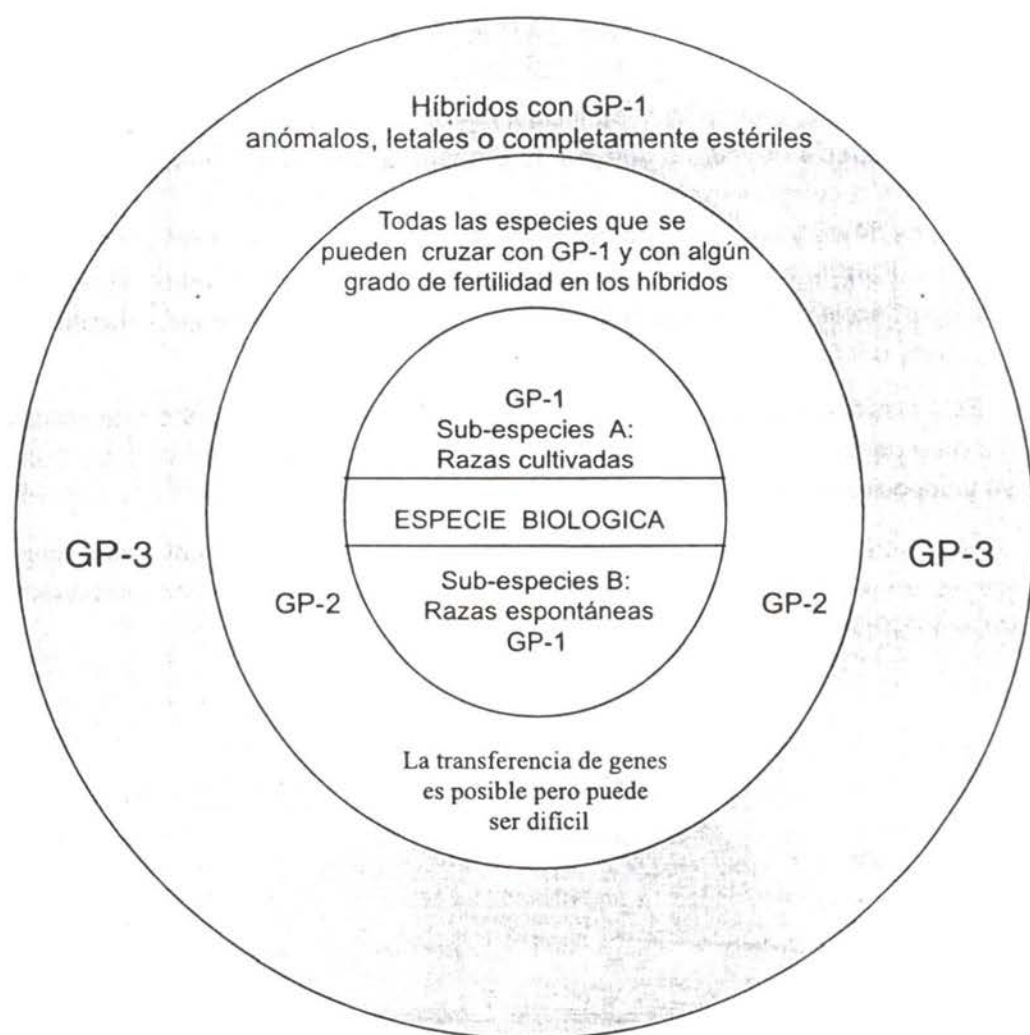 Híbridos con GP-1
anómalos, letales o completamente estériles
Todas las especies que se
pueden cruzar con GP-1 y con algún
grado de fertilidad en los híbridos
GP-1
Sub-especies A:
Razas cultivadas
ESPECIE BIOLOGICA
GP-3
GP-3
Sub-especies B:
Razas espontáneas
GP-1
GP-2
GP-2
La transferencia de genes
es posible pero puede
ser difícil